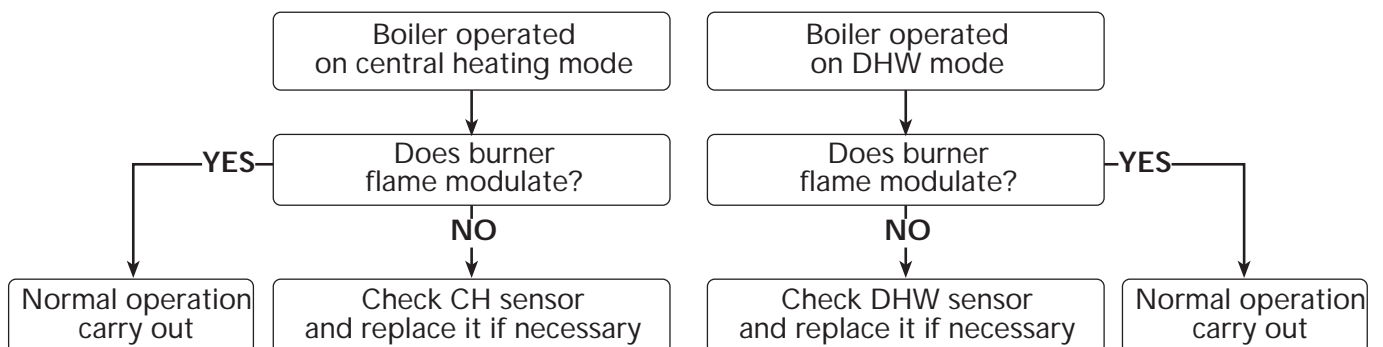 Boiler operated
on central heating mode
Boiler operated
on DHW mode
YES
Does burner
flame modulate?
Does burner
flame modulate?
YES
NO
NO
Normal operation
carry out
Check CH sensor
and replace it if necessary
Check DHW sensor
and replace it if necessary
Normal operation
carry out